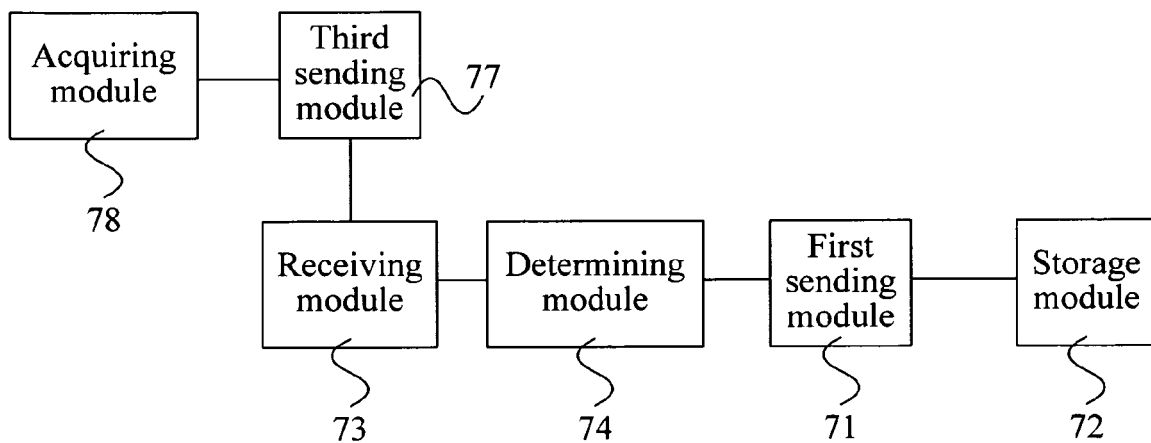 Acquiring
module
Third
sending
module
77
78
Receiving
module
Determining
module
First
sending
module
Storage
module
73
74
71
72